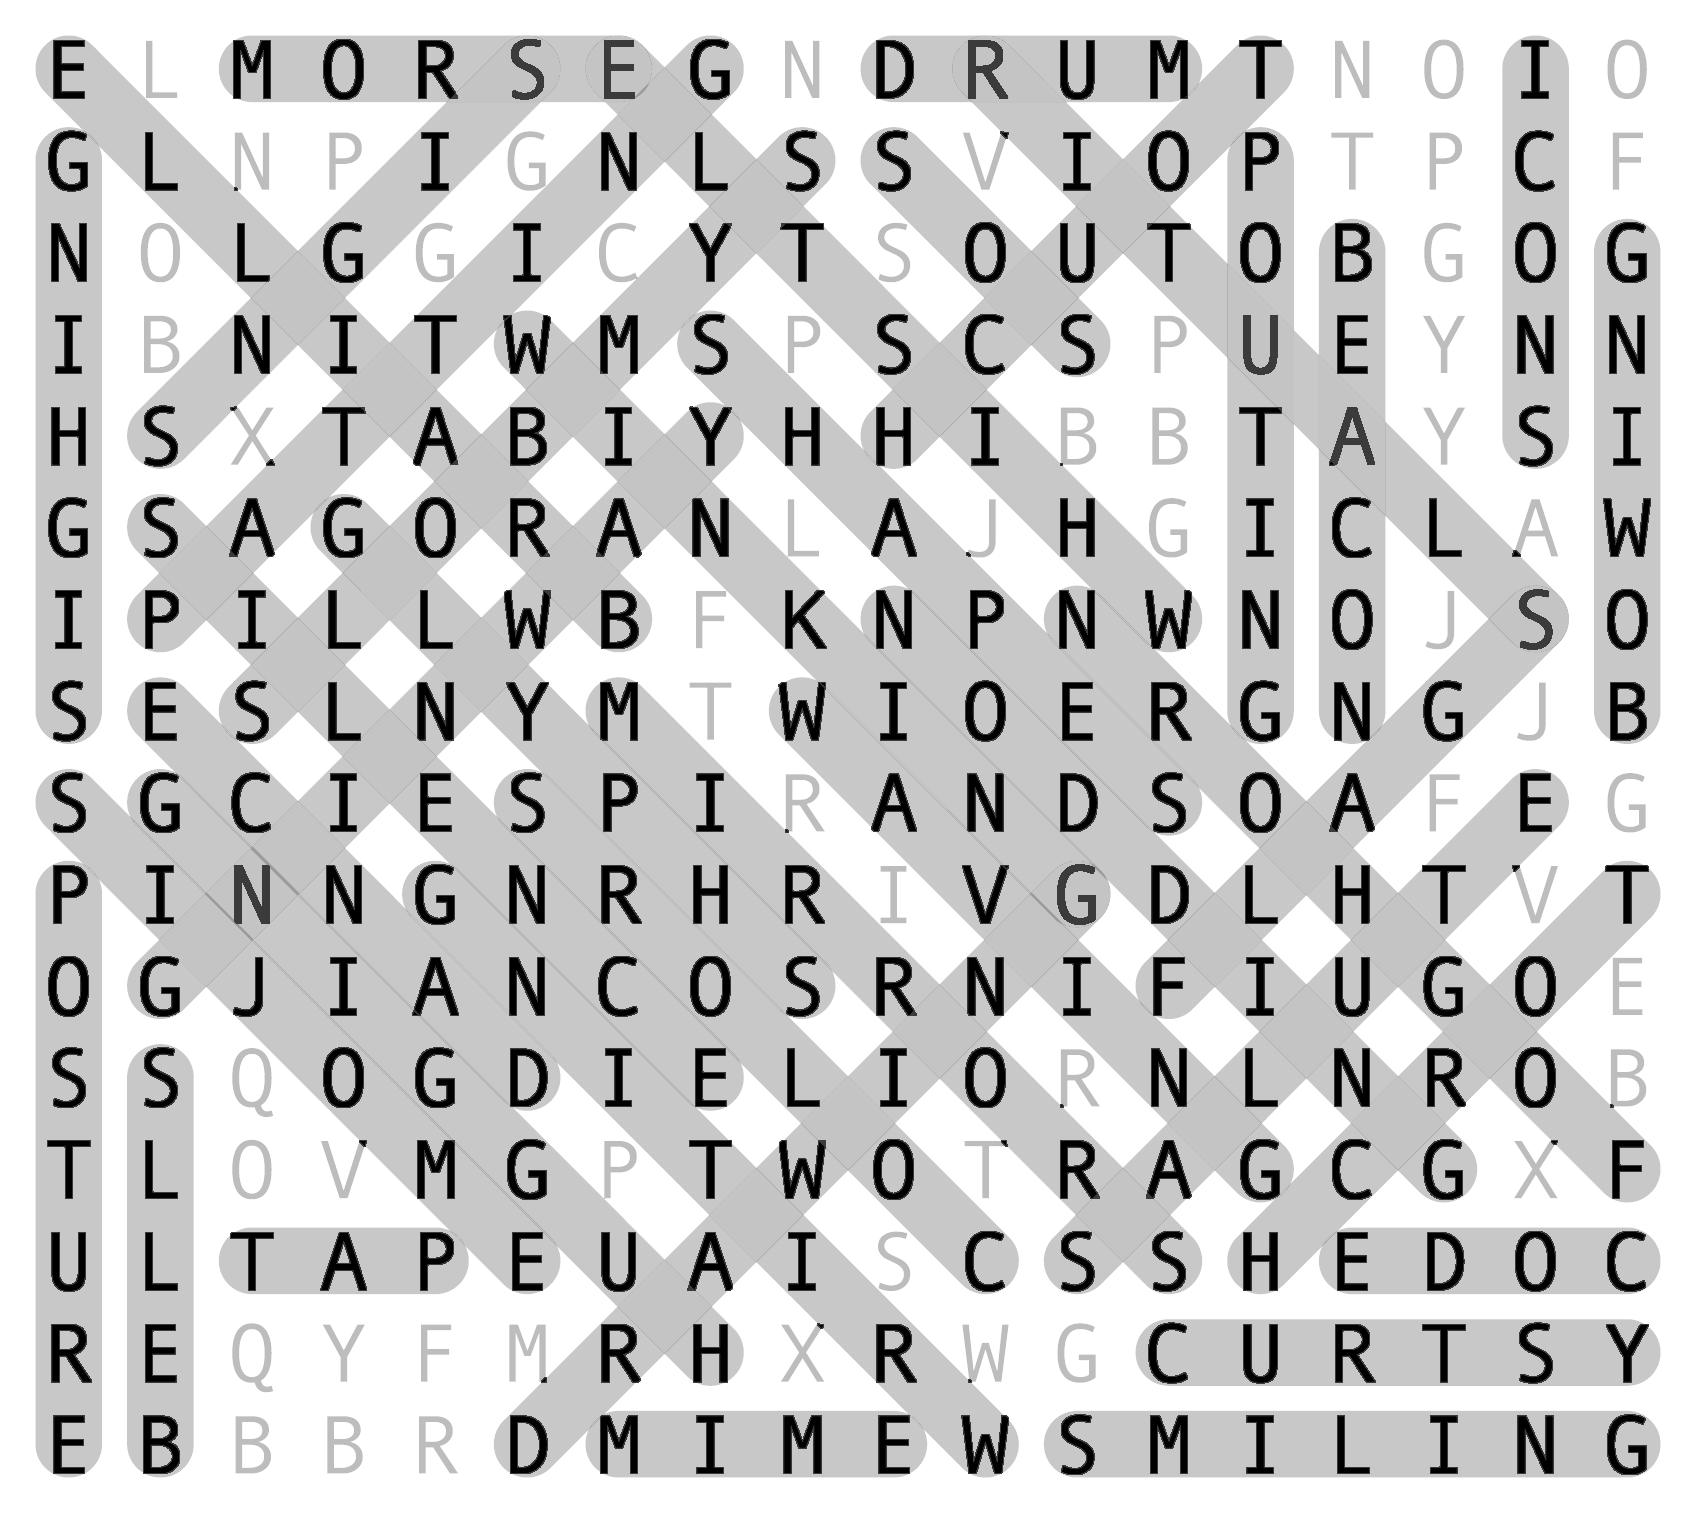 E L M O R S E G N D R U M T N O I O
G L N P I G N L S S V I O P T P C F
N O L G G I C Y T S O U T O B G O G
I B N I T W M S P S C S P U E Y N N
H S X T A B I Y H H I B B T A Y S I
G S A G O R A N L A J H G I C L A W
I P I L L W B F K N P N W N O J S O
S E S L N Y M T W I O E R G N G J B
S G C I E S P I R A N D S O A F E G
P I N N G N R H R I V G D L H T V T
O G J I A N C O S R N I F I U G O E
S S Q O G D I E L I O R N L N R O B
T L O V M G P T W O T R A G C G X F
U L T A P E U A I S C S S H E D O C
R E Q Y F M R H X R W G C U R T S Y
E B B B R D M I M E W S M I L I N G